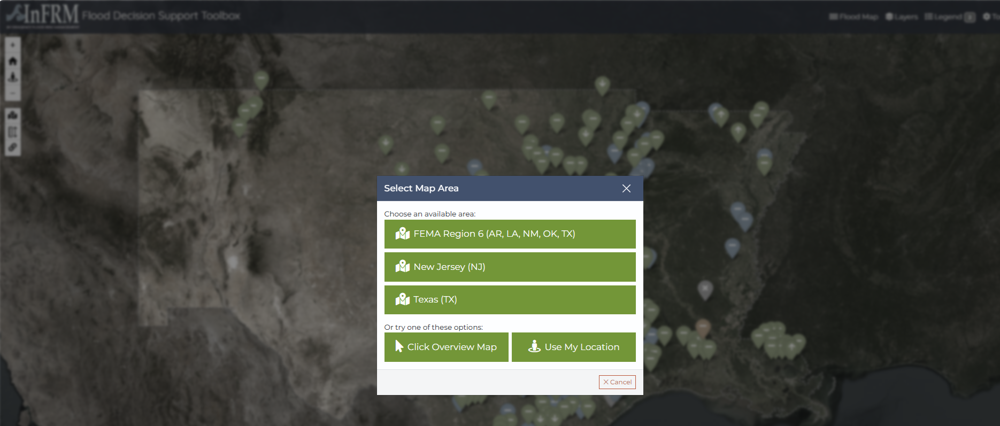 InFRM Flood Decision Support Toolbox
Flood Map Layers Legend
Select Map Area
Choose an available area:
FEMA Region 6 (AR, LA, NM, OK, TX)
New Jersey (NJ)
Texas (TX)
Or try one of these options:
Click Overview Map
Use My Location
Cancel